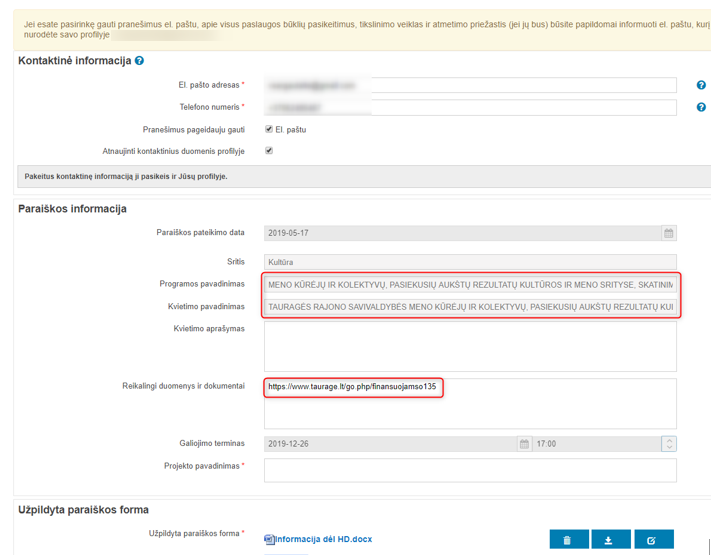 Jei esate pasirinkę gauti pranešimus el. paštu, apie visus paslaugos būklių pasikeitimus, tikslinimo veiklas ir atmetimo priežastis (jei jų bus) būsite papildomai informuoti el. paštu, kurį
nurodėte savo profilyje
Kontaktinė informacija
El. pašto adresas *
Telefono numeris *
Pranešimus pageidauju gauti El. paštu
Atnaujinti kontaktinius duomenis profilyje
Pakeitus kontaktinę informaciją ji pasikeis ir Jūsų profilyje.
Paraiškos informacija
Paraiškos pateikimo data 2019-05-17
Sritis Kultūra
Programos pavadinimas MENO KŪRĖJŲ IR KOLEKTYVŲ, PASIEKUSIŲ AUKŠTŲ REZULTATŲ KULTŪROS IR MENO SRITYSE, SKATINIM
Kvietimo pavadinimas TAURAGĖS RAJONO SAVIVALDYBĖS MENO KŪRĖJŲ IR KOLEKTYVŲ, PASIEKUSIŲ AUKŠTŲ REZULTATŲ KUL
Kvietimo aprašymas
Reikalingi duomenys ir dokumentai https://www.taurage.lt/go.php/finansuojamso135
Galiojimo terminas 2019-12-26 17:00
Projekto pavadinimas *
Užpildyta paraiškos forma
Užpildyta paraiškos forma * Informacija dėl HD.docx